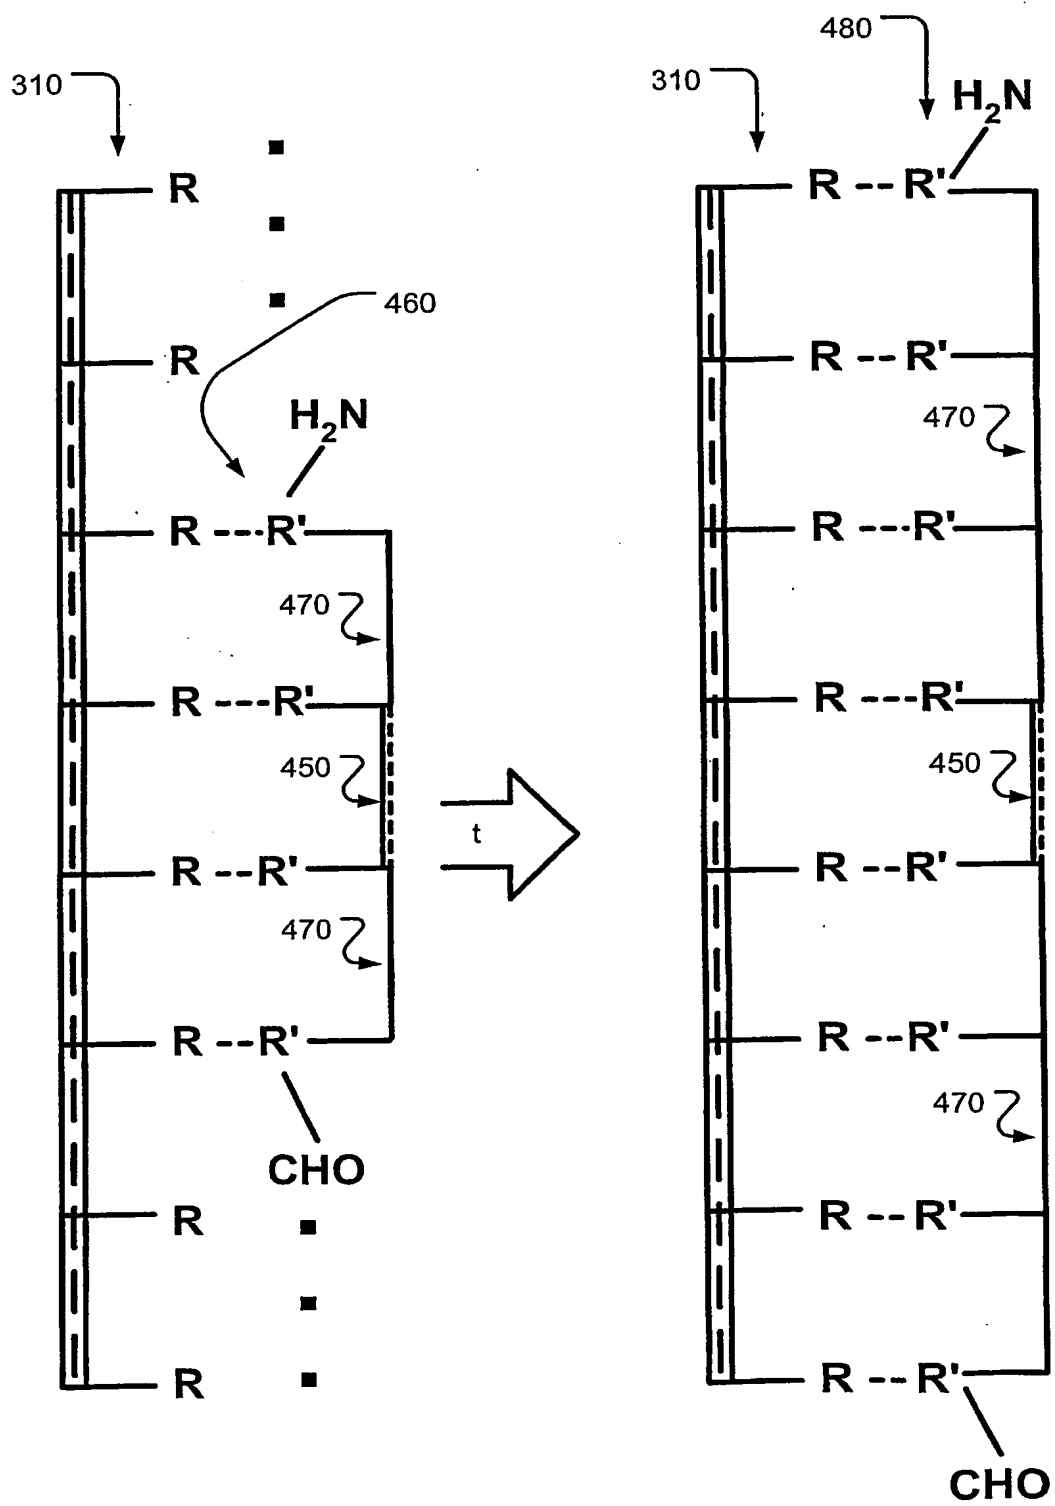 480
310
310
H2N
R
R -- R'
460
R
R -- R'
H2N
470
R --- R'
R --- R'
470
R --- R'
R --- R'
450
450
t
R -- R'
R -- R'
470
R -- R'
R -- R'
CHO
470
R
R -- R'
R
R -- R'
CHO